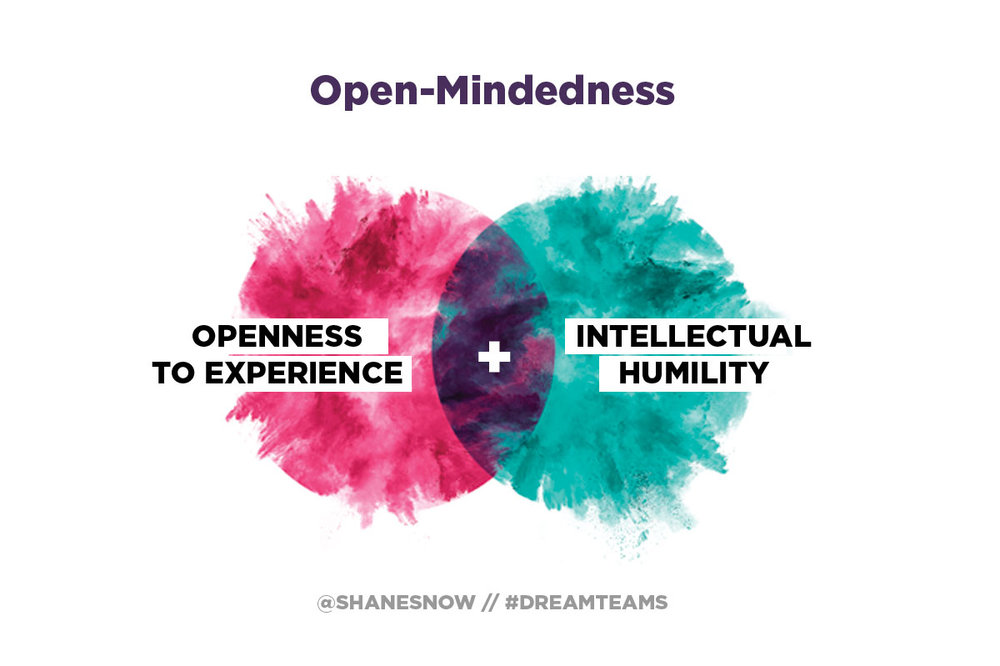 Open-Mindedness
OPENNESS
TO EXPERIENCE
+
INTELLECTUAL
HUMILITY
@SHANESNOW // #DREAMTEAMS